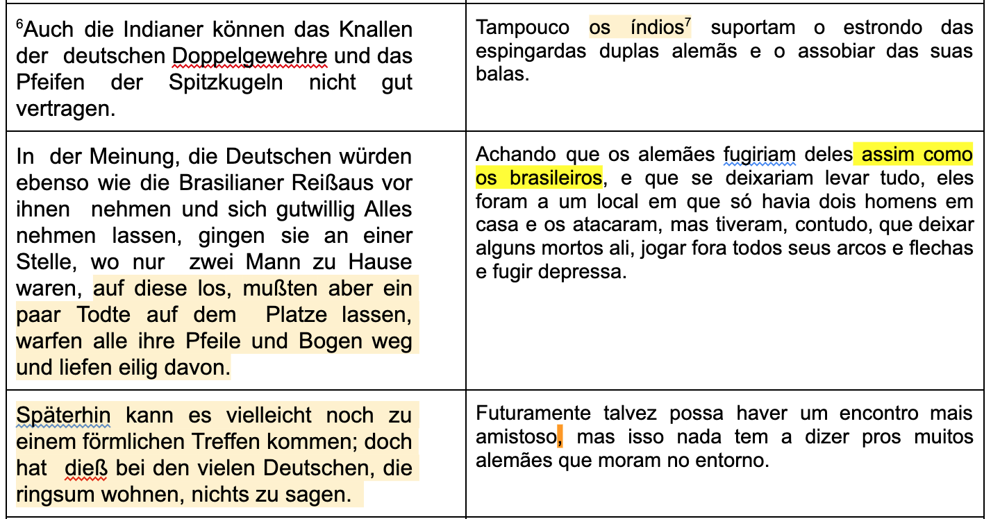 ⁶Auch die Indianer können das Knallen
der deutschen Doppelgewehre und das
Pfeifen der Spitzkugeln nicht gut
vertragen.
Tampouco os índios⁷ suportam o estrondo das
espingardas duplas alemãs e o assobiar das suas
balas.
In der Meinung, die Deutschen würden
ebenso wie die Brasilianer Reißaus vor
ihnen nehmen und sich gutwillig Alles
nehmen lassen, gingen sie an einer
Stelle, wo nur zwei Mann zu Hause
waren, auf diese los, mußten aber ein
paar Todte auf dem Platze lassen,
warfen alle ihre Pfeile und Bogen weg
und liefen eilig davon.
Achando que os alemães fugiriam deles assim como
os brasileiros, e que se deixariam levar tudo, eles
foram a um local em que só havia dois homens em
casa e os atacaram, mas tiveram, contudo, que deixar
alguns mortos ali, jogar fora todos seus arcos e flechas
e fugir depressa.
Späterhin kann es vielleicht noch zu
einem förmlichen Treffen kommen; doch
hat dieß bei den vielen Deutschen, die
ringsum wohnen, nichts zu sagen.
Futuramente talvez possa haver um encontro mais
amistoso, mas isso nada tem a dizer pros muitos
alemães que moram no entorno.